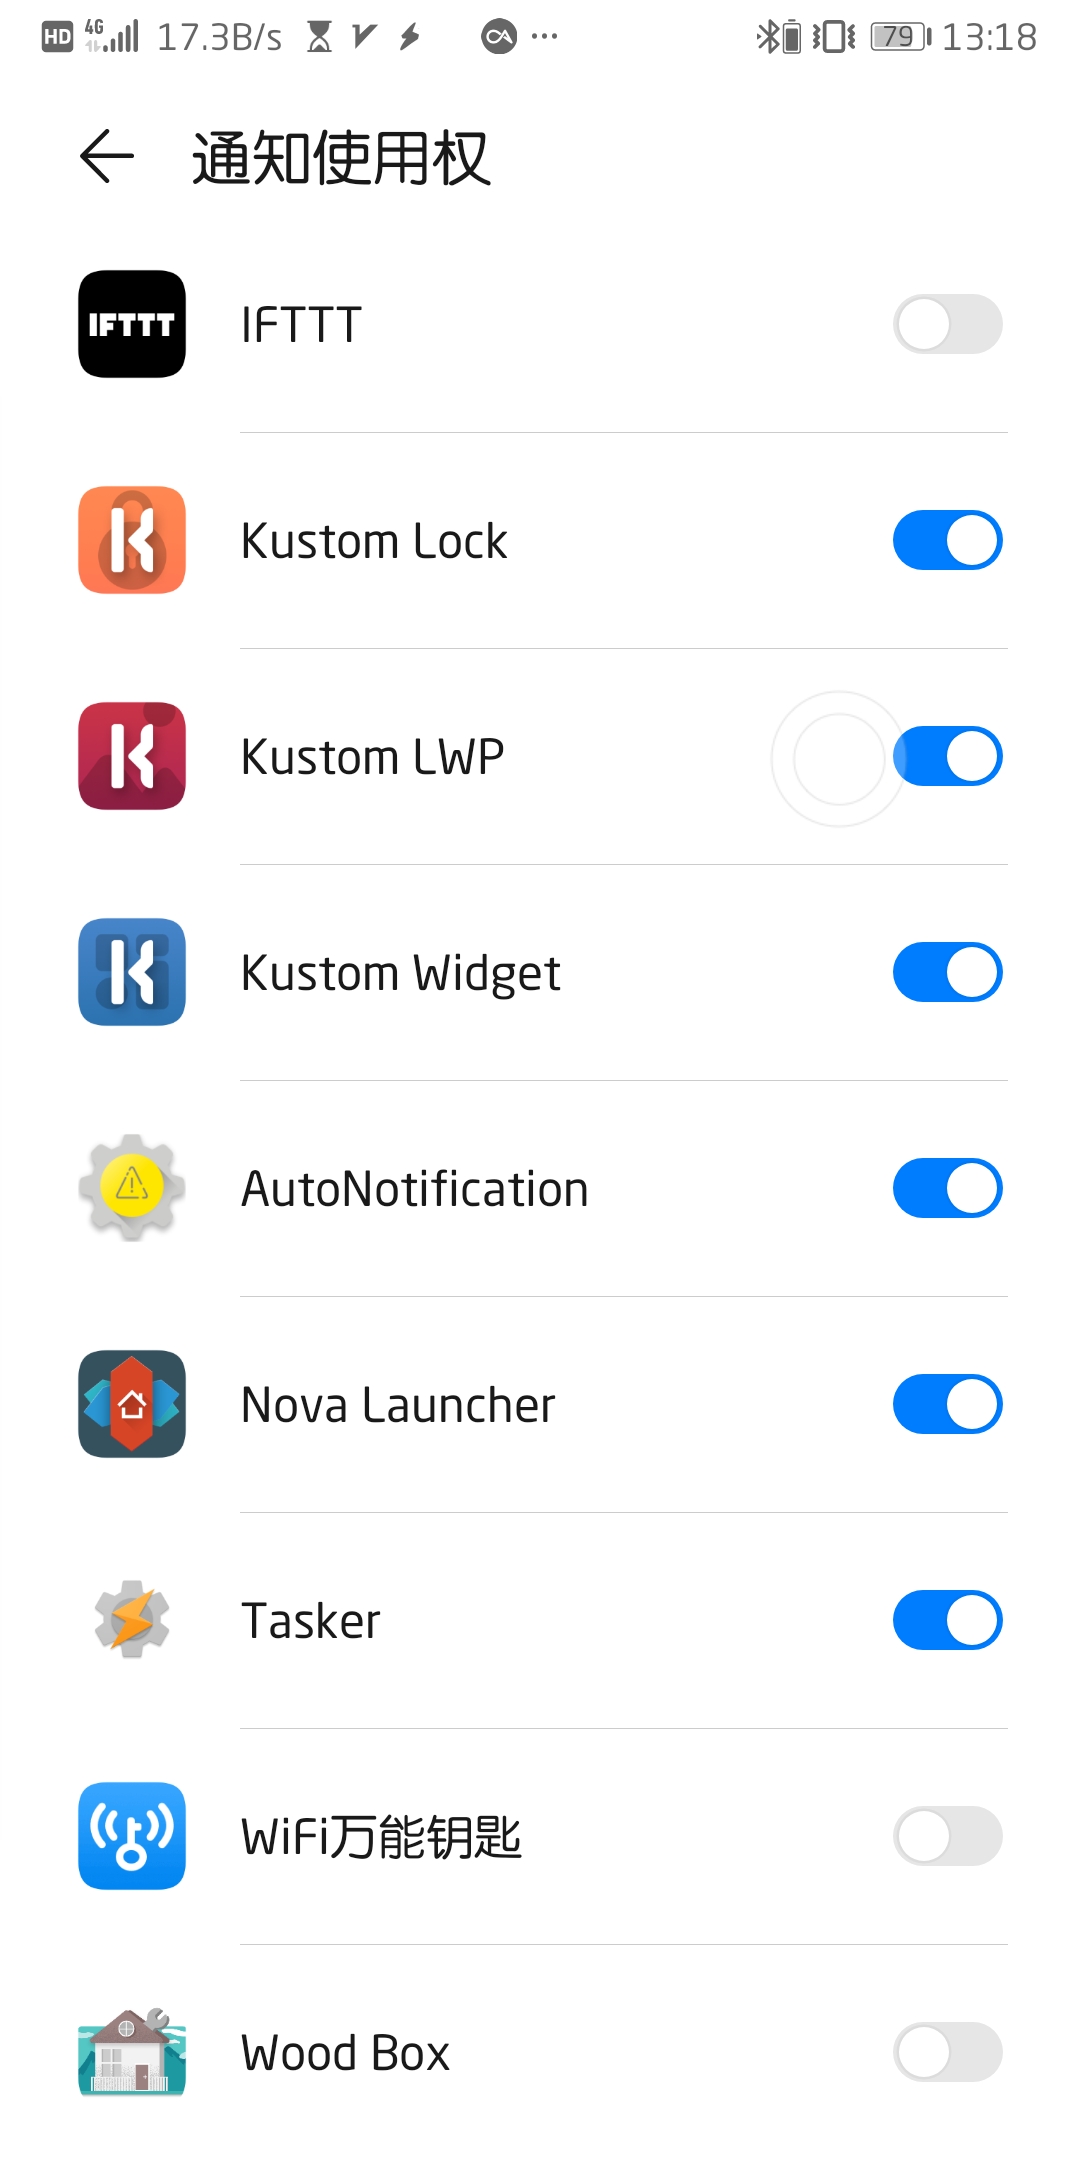 HD 4G 17.3B/s 79 13:18
通知使用权
IFTTT IFTTT
Kustom Lock
Kustom LWP
Kustom Widget
AutoNotification
Nova Launcher
Tasker
WiFi万能钥匙
Wood Box